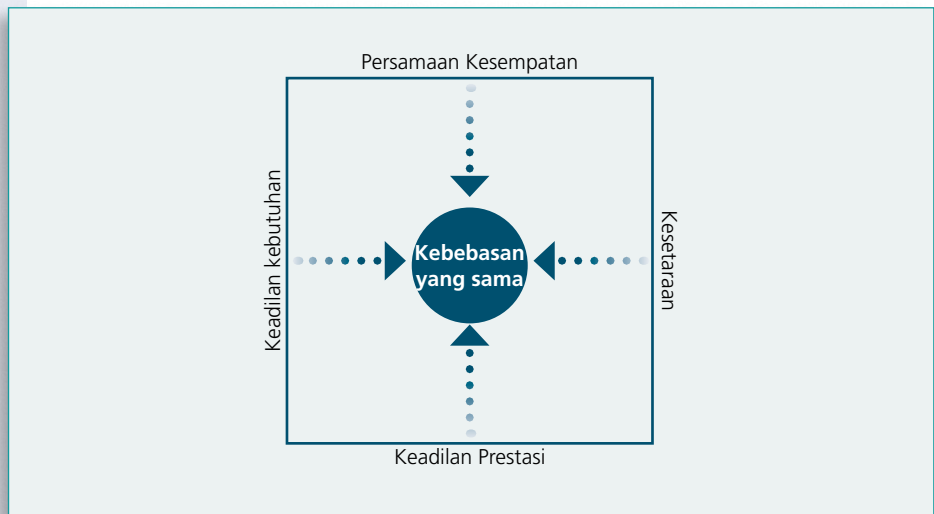 Persamaan Kesempatan
Keadilan kebutuhan
Kebebasan
yang sama
Kesetaraan
Keadilan Prestasi